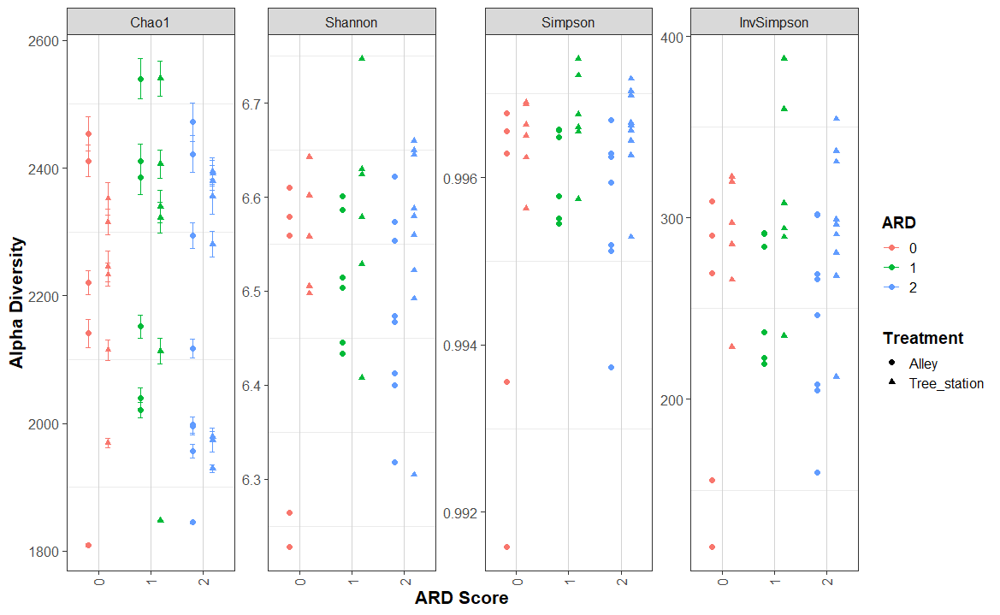 Chao1
Shannon
Simpson
InvSimpson
Alpha Diversity
2600
2400
2200
2000
1800
6.7
6.6
6.5
6.4
6.3
0.996
0.994
0.992
400
300
200
0 1 2
0 1 2
0 1 2
0 1 2
ARD Score
ARD
0
1
2
Treatment
Alley
Tree_station